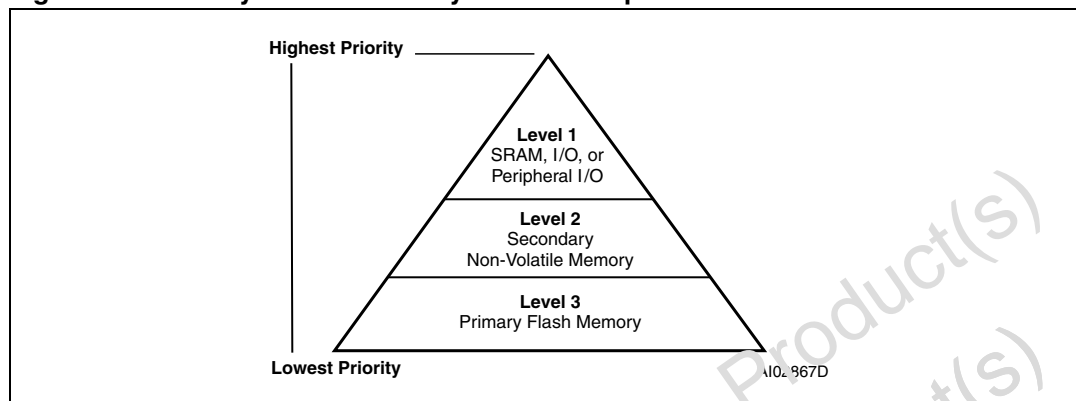 Highest Priority
Level 1
SRAM, I/O, or
Peripheral I/O
Level 2
Secondary
Non-Volatile Memory
Level 3
Primary Flash Memory
Lowest Priority
Product(s)